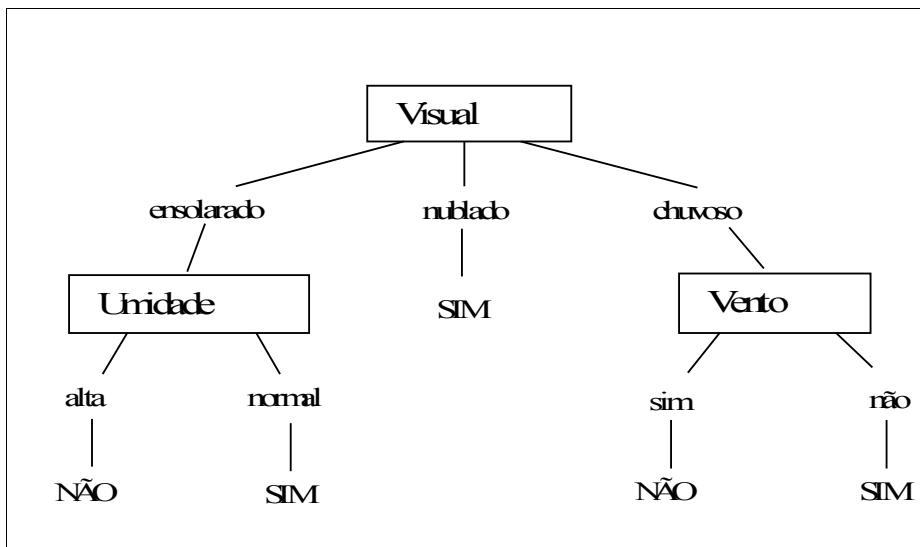 Visual
ensolarado nublado chuvoso
Umidade SIM Vento
alta normal sim não
NÃO SIM NÃO SIM